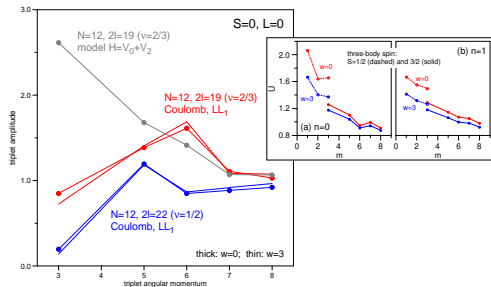 S=0, L=0
3.0
N=12, 2l=19 (ν=2/3)
model H=V0+V2
N=12, 2l=19 (ν=2/3)
Coulomb, LL1
2.0
triplet amplitude
1.0
N=12, 2l=22 (ν=1/2)
Coulomb, LL1
thick: w=0; thin: w=3
0.0
3 5 6 7 8
triplet angular momentum
2.0
1.6
1.2
0.8
U
three-body spin:
S=1/2 (dashed) and 3/2 (solid)
(b) n=1
w=0
w=3
(a) n=0
w=0
w=3
0 2 4 6 8
m
0 2 4 6 8
m